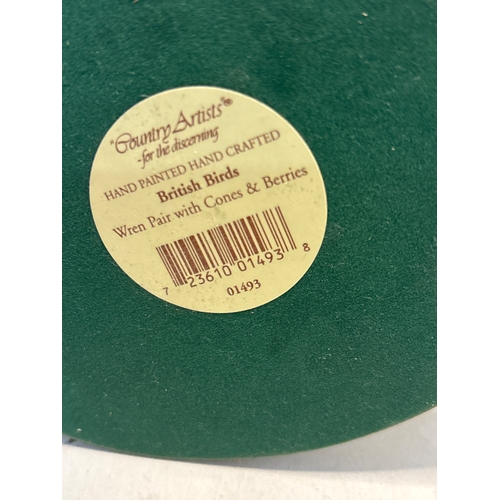 "Country Artists"®
-for the discerning
HAND PAINTED HAND CRAFTED
British Birds
Wren Pair with Cones & Berries
7 23610 01493 8
01493